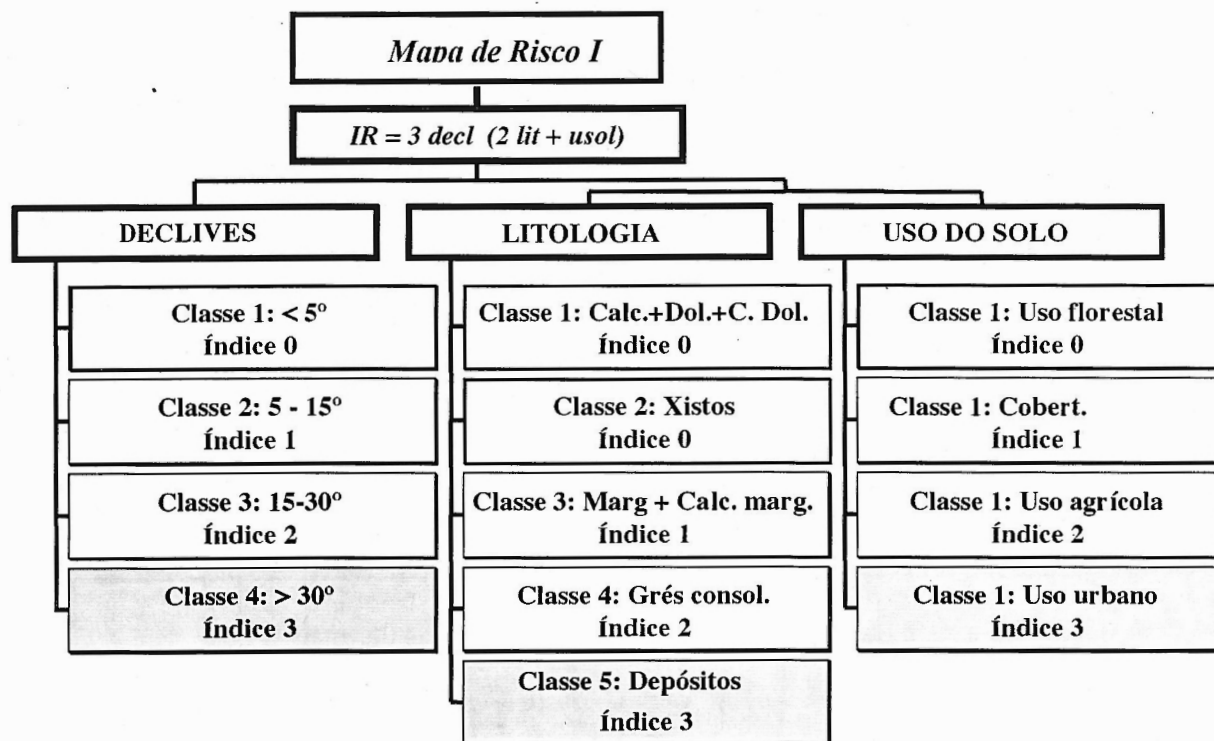 Mapa de Risco I
IR = 3 decl (2 lit + usol)
DECLIVES
LITOLOGIA
USO DO SOLO
Classe 1: < 5º
Índice 0
Classe 2: 5 - 15º
Índice 1
Classe 3: 15-30º
Índice 2
Classe 4: > 30º
Índice 3
Classe 1: Calc.+Dol.+C. Dol.
Índice 0
Classe 2: Xistos
Índice 0
Classe 3: Marg + Calc. marg.
Índice 1
Classe 4: Grés consol.
Índice 2
Classe 5: Depósitos
Índice 3
Classe 1: Uso florestal
Índice 0
Classe 1: Cobert.
Índice 1
Classe 1: Uso agrícola
Índice 2
Classe 1: Uso urbano
Índice 3